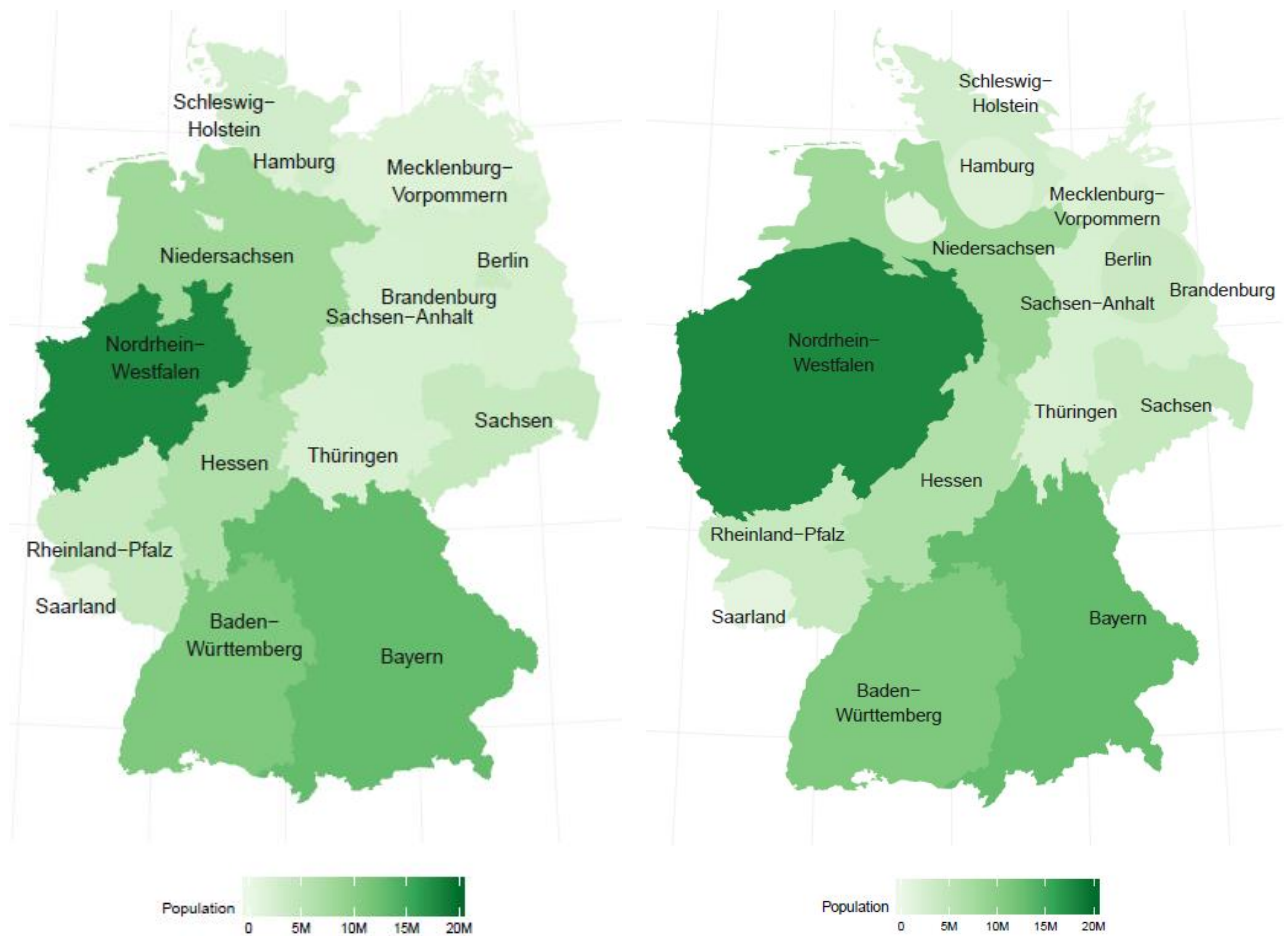 Schleswig−
Holstein
Hamburg
Mecklenburg−
Vorpommern
Niedersachsen
Berlin
Brandenburg
Sachsen−Anhalt
Nordrhein−
Westfalen
Sachsen
Hessen
Thüringen
Rheinland−Pfalz
Saarland
Baden−
Württemberg
Bayern
Population
0 5M 10M 15M 20M
Schleswig−
Holstein
Hamburg
Mecklenburg−
Vorpommern
Niedersachsen
Berlin
Brandenburg
Sachsen−Anhalt
Nordrhein−
Westfalen
Thüringen
Sachsen
Hessen
Rheinland−Pfalz
Saarland
Bayern
Baden−
Württemberg
Population
0 5M 10M 15M 20M